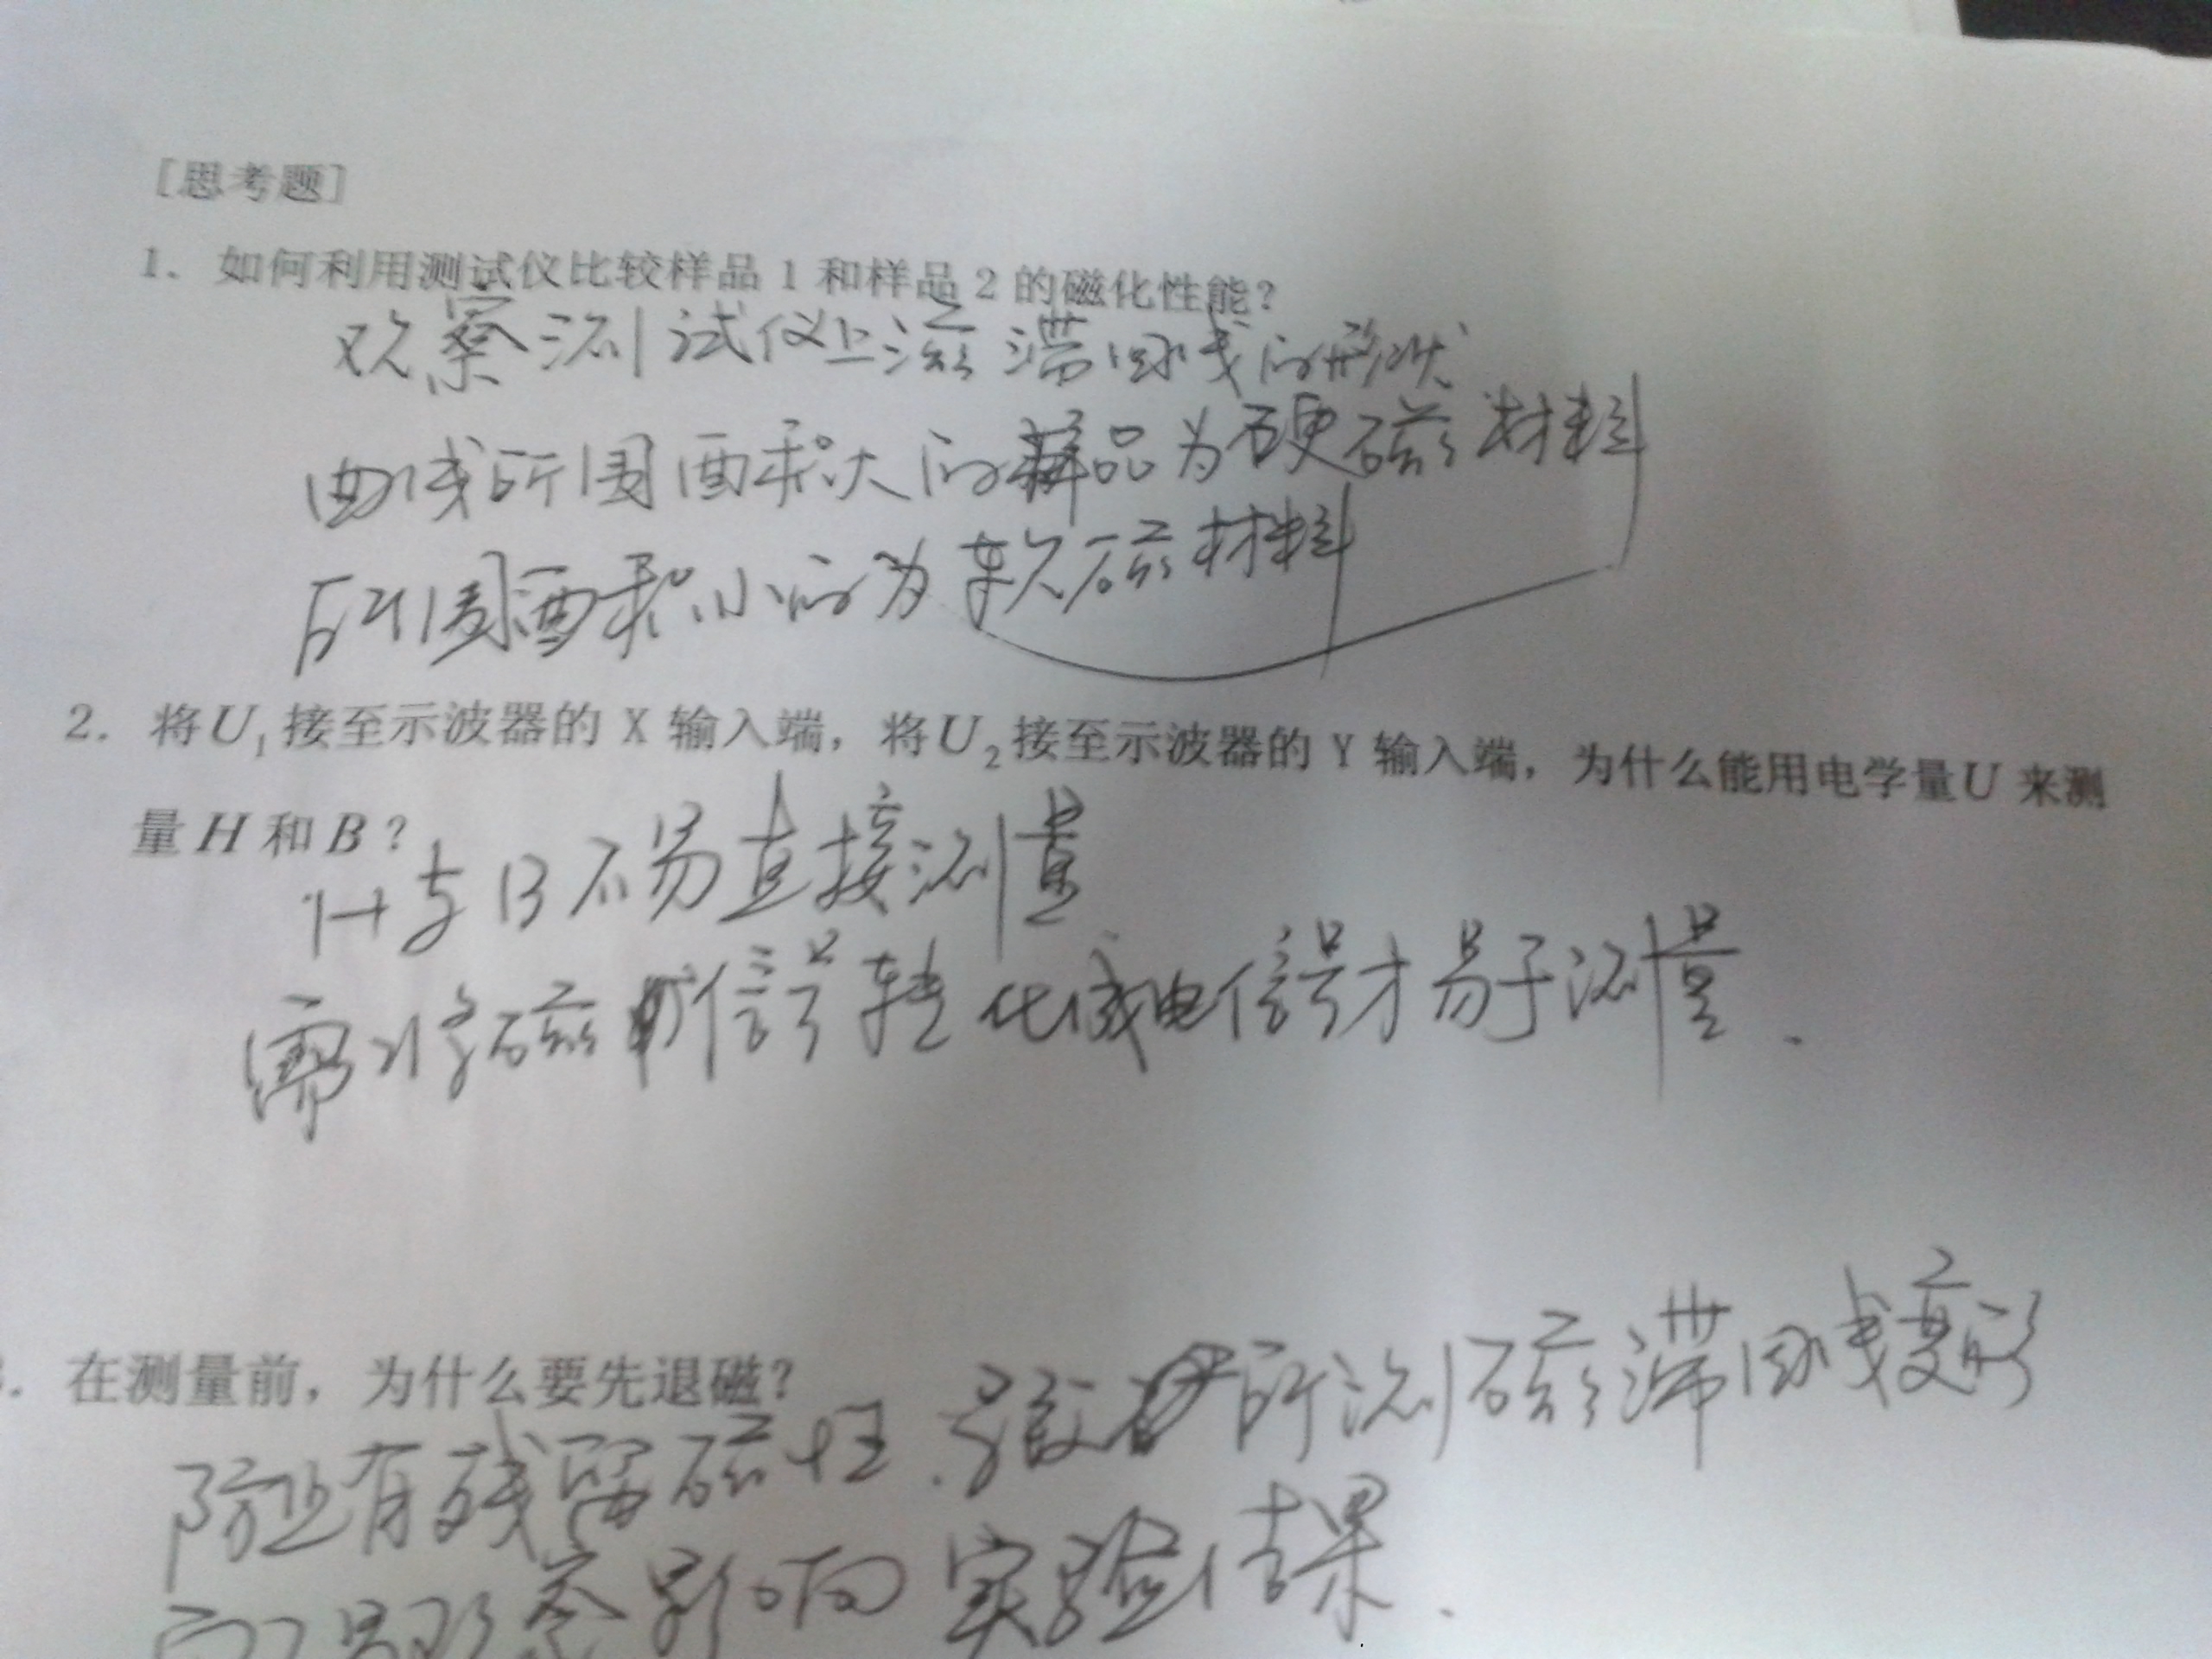 [思考题]
1. 如何利用测试仪比较样品 1 和样品 2 的磁化性能?
观察测试仪上磁滞回线的形状
曲线所围面积大的样品为硬磁材料
所围面积小的为软磁材料
2. 将U₁接至示波器的 X 输入端，将U₂接至示波器的 Y 输入端，为什么能用电学量U 来测
量 H 和 B ?
H与B不易直接测量
需将磁信号转化成电信号才易于测量.
. 在测量前，为什么要先退磁?
防止有残留磁性.导致所测磁滞回线变形
影响实验结果.